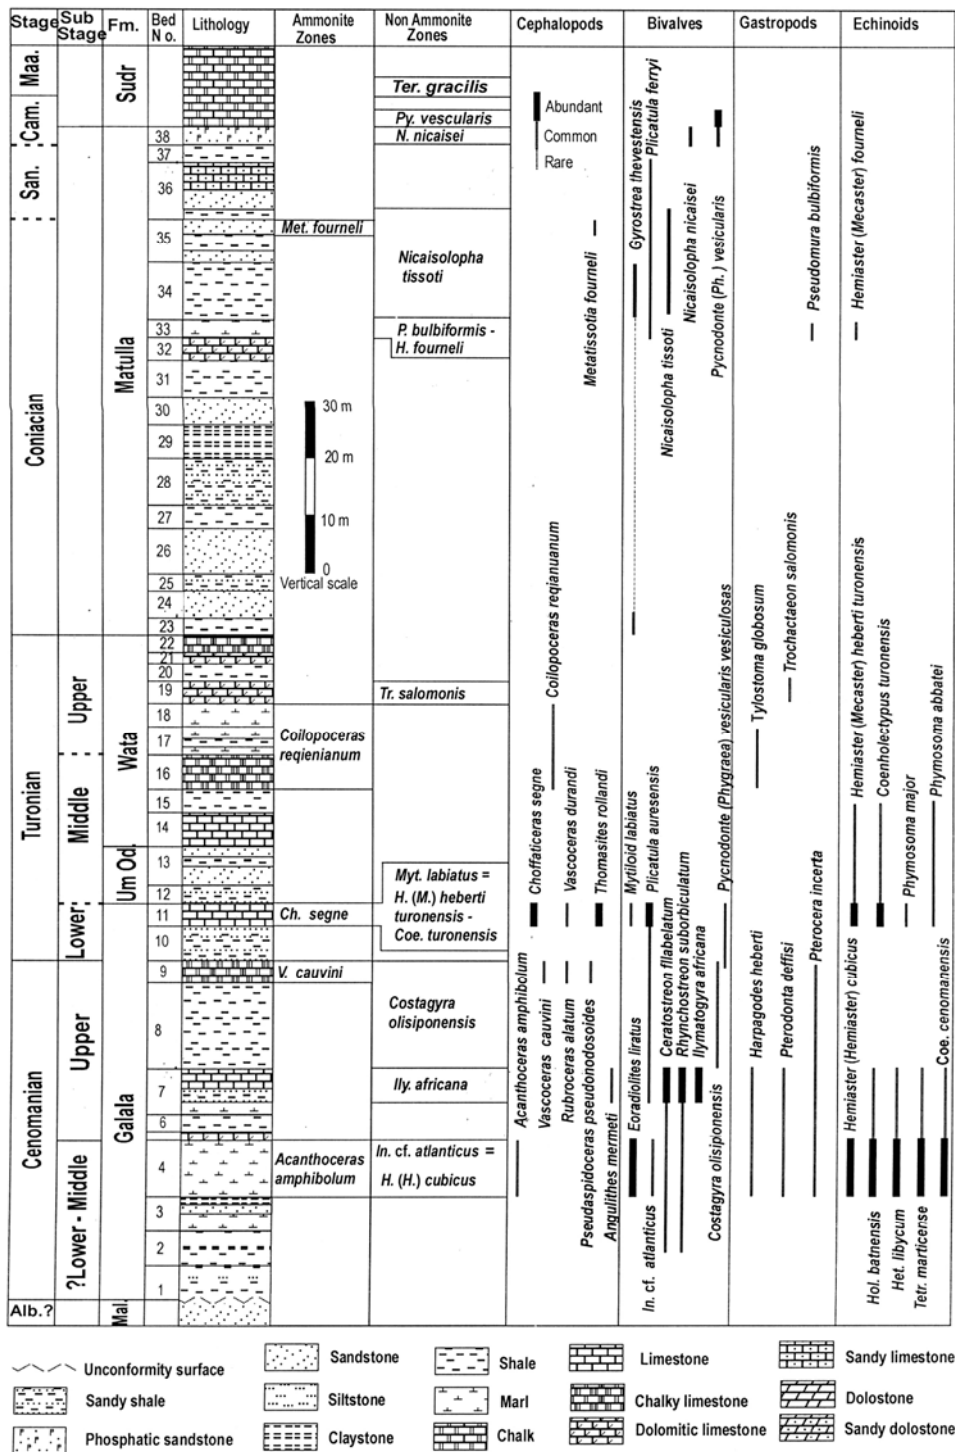 Stage
Sub Stage
Fm.
Bed No.
Lithology
Ammonite Zones
Non Ammonite Zones
Cephalopods
Bivalves
Gastropods
Echinoids
Maa.
Cam.
San.
Coniacian
Turonian
Cenomanian
Alb.?
Upper
Middle
Lower
Upper
?Lower - Middle
Sudr
Matulla
Wata
Um Od.
Galala
Mal.
38
37
36
35
34
33
32
31
30
29
28
27
26
25
24
23
22
21
20
19
18
17
16
15
14
13
12
11
10
9
8
7
6
4
3
2
1
Met. fourneli
30 m
20 m
10 m
0
Vertical scale
Coilopoceras
reqienianum
Ch. segne
V. cauvini
Acanthoceras
amphibolum
Ter. gracilis
Py. vescularis
N. nicaisei
Nicaisolopha
tissoti
P. bulbiformis -
H. fourneli
Tr. salomonis
Myt. labiatus =
H. (M.) heberti
turonensis -
Coe. turonensis
Costagyra
olisiponensis
Ily. africana
In. cf. atlanticus =
H. (H.) cubicus
Abundant
Common
Rare
Metatissotia fourneli
Coilopoceras reqianuanum
Choffaticeras segne
Vascoceras durandi
Thomasites rollandi
Acanthoceras amphibolum
Vascoceras cauvini
Rubroceras alatum
Pseudaspidoceras pseudonodosoides
Angulithes mermeti
Gyrostrea thevestensis
Plicatula ferryi
Nicaisolopha tissoti
Nicaisolopha nicaisei
Pycnodonte (Ph.) vesicularis
Mytiloid labiatus
Plicatula auresensis
Pycnodonte (Phygraea) vesicularis vesiculosas
Eoradiolites liratus
In. cf. atlanticus
Ceratostreon flabelatum
Rhynchostreon suborbiculatum
Ilymatogyra africana
Costagyra olisiponensis
Pseudomura bulbiformis
Tylostoma globosum
Trochactaeon salomonis
Harpagodes heberti
Pterodonta deffisi
Pterocera incerta
Hemiaster (Mecaster) fourneli
Hemiaster (Mecaster) heberti turonensis
Coenholectypus turonensis
Phymosoma major
Phymosoma abbatei
Hemiaster (Hemiaster) cubicus
Hol. batnensis
Het. libycum
Tetr. marticense
Coe. cenomanensis
Unconformity surface
Sandstone
Shale
Limestone
Sandy limestone
Sandy shale
Siltstone
Marl
Chalky limestone
Dolostone
Phosphatic sandstone
Claystone
Chalk
Dolomitic limestone
Sandy dolostone